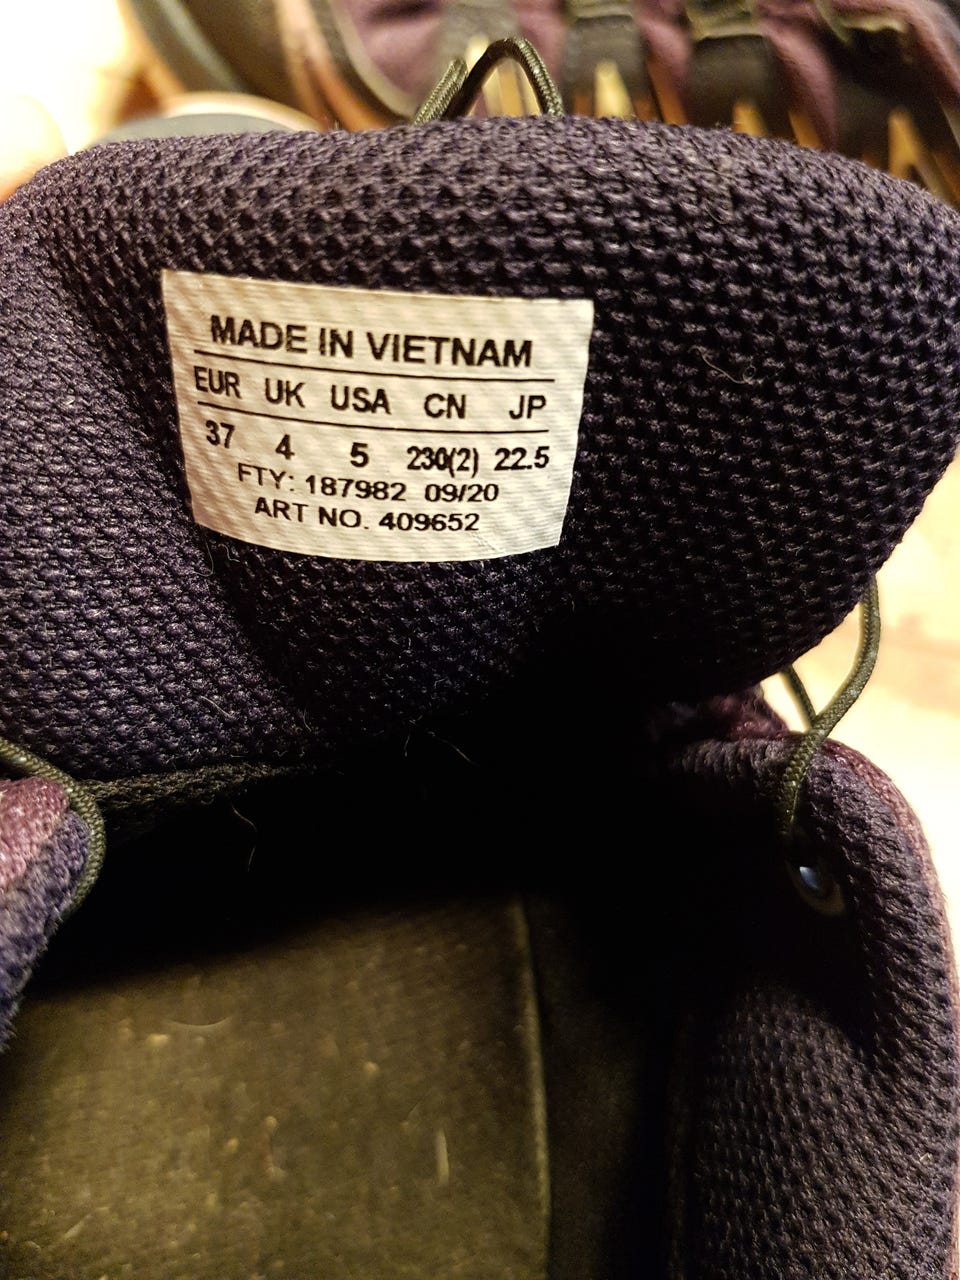 MADE IN VIETNAM
EUR UK USA CN JP
37 4 5 230(2) 22.5
FTY: 187982 09/20
ART NO. 409652